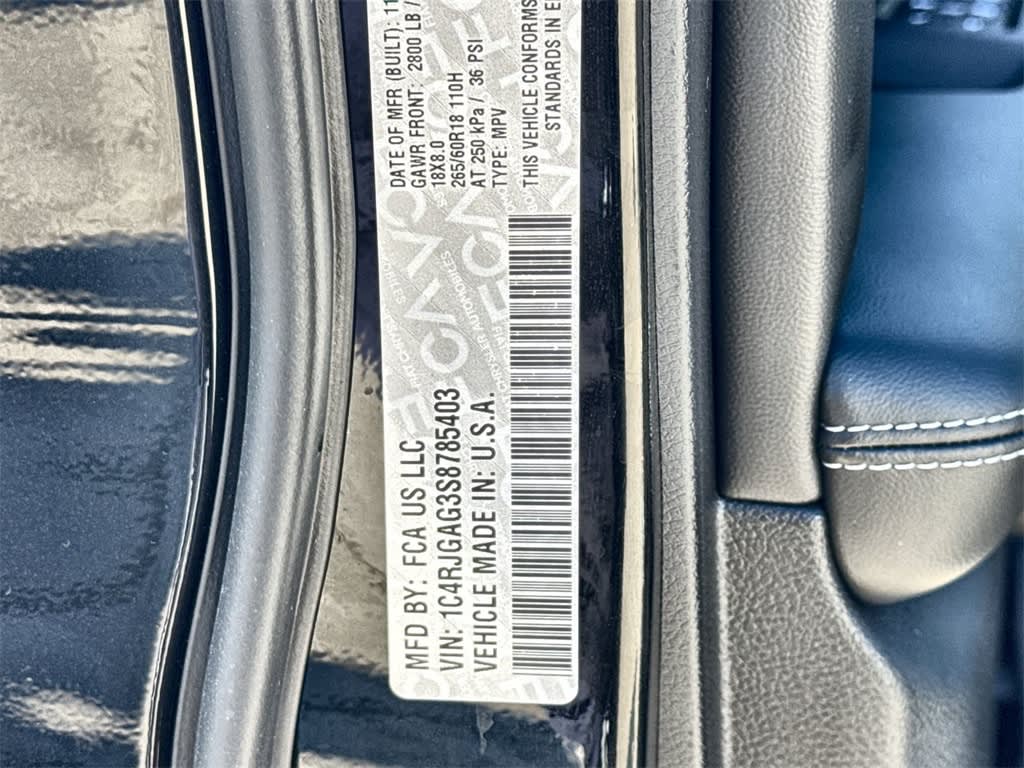 MFD BY: FCA US LLC
DATE OF MFR (BUILT): 11
GAWR FRONT: 2800 LB /
VIN: 1C4RJGAG3S8785403
18X8.0
265/60R18 110H
VEHICLE MADE IN: U.S.A.
AT 250 kPa / 36 PSI
TYPE: MPV
THIS VEHICLE CONFORMS
STANDARDS IN E